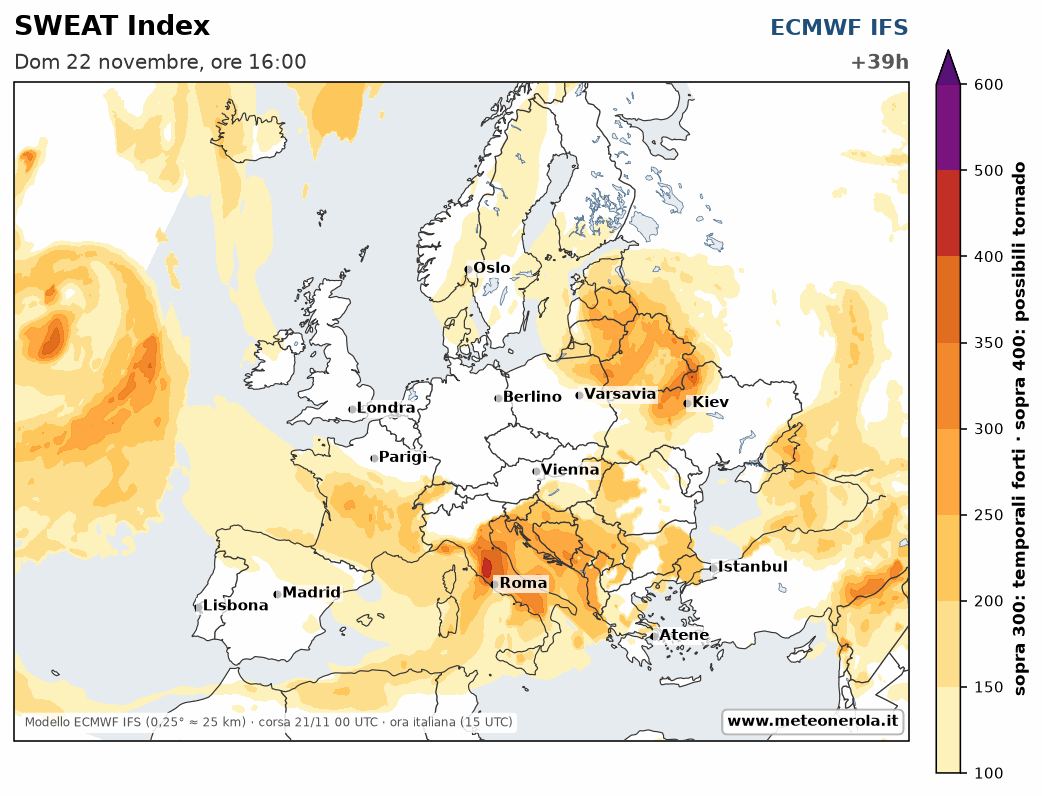 SWEAT Index
ECMWF IFS
Dom 22 novembre, ore 16:00
+39h
Oslo
Londra
Berlino
Varsavia
Kiev
Parigi
Vienna
Istanbul
Roma
Madrid
Lisbona
Atene
Modello ECMWF IFS (0,25° ≈ 25 km) · corsa 21/11 00 UTC · ora italiana (15 UTC)
www.meteonerola.it
600
500
400
350
300
250
200
150
100
sopra 300: temporali forti · sopra 400: possibili tornado